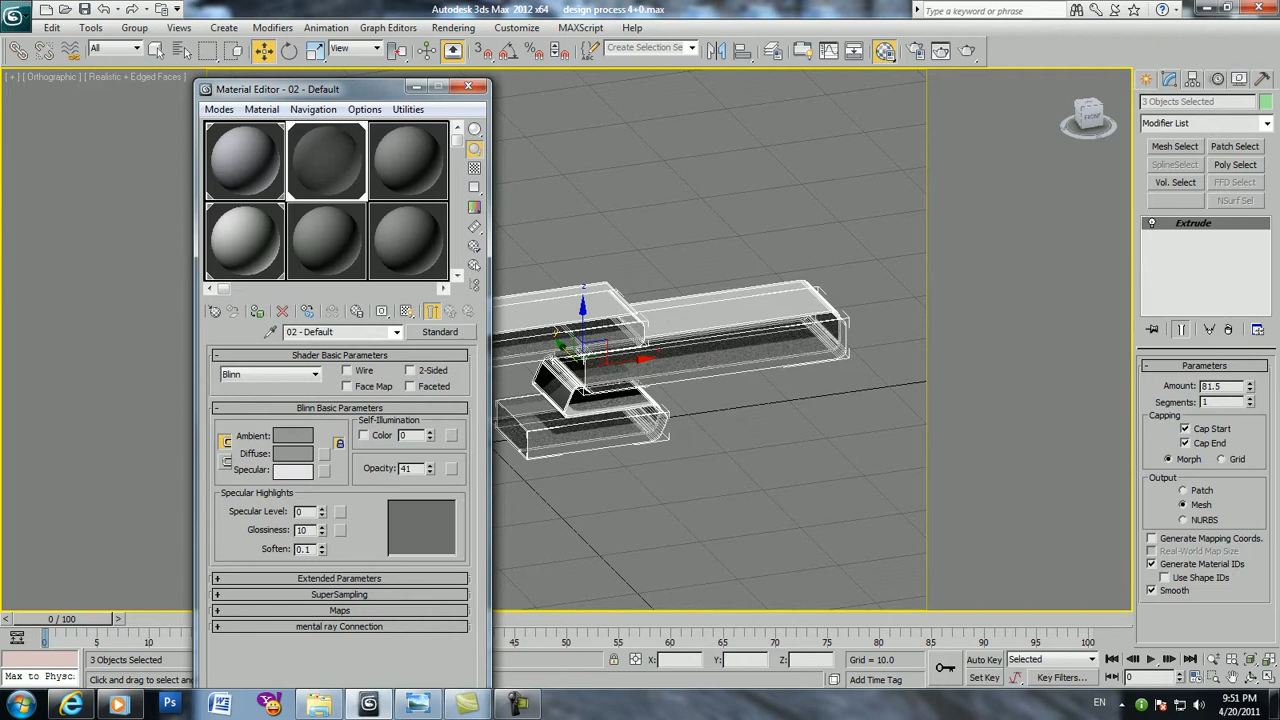 Autodesk 3ds Max 2012 x64 design process 4+0.max
Type a keyword or phrase
Edit Tools Group Views Create Modifiers Animation Graph Editors Rendering Customize MAXScript Help
All
View
Create Selection Se
[ + ] [ Orthographic ] [ Realistic + Edged Faces ]
FRONT
Material Editor - 02 - Default
Modes Material Navigation Options Utilities
02 - Default
Standard
Shader Basic Parameters
Blinn
Wire
2-Sided
Face Map
Faceted
Blinn Basic Parameters
Self-Illumination
Ambient:
Color 0
Diffuse:
Specular:
Opacity: 41
Specular Highlights
Specular Level: 0
Glossiness: 10
Soften: 0.1
Extended Parameters
SuperSampling
Maps
mental ray Connection
z
3 Objects Selected
Modifier List
Mesh Select
Patch Select
SplineSelect
Poly Select
Vol. Select
FFD Select
NSurf Sel
Extrude
Parameters
Amount: 81.5
Segments: 1
Capping
Cap Start
Cap End
Morph
Grid
Output
Patch
Mesh
NURBS
Generate Mapping Coords.
Real-World Map Size
Generate Material IDs
Use Shape IDs
Smooth
0 / 100
0 5 10 45 50 55 60 65 70 75 80 85 90 95 100
3 Objects Selected
X: Y: Z:
Grid = 10.0
Auto Key
Selected
Max to Physc:
Click and drag to select and
Add Time Tag
Set Key
Key Filters...
0
EN
9:51 PM
4/20/2011